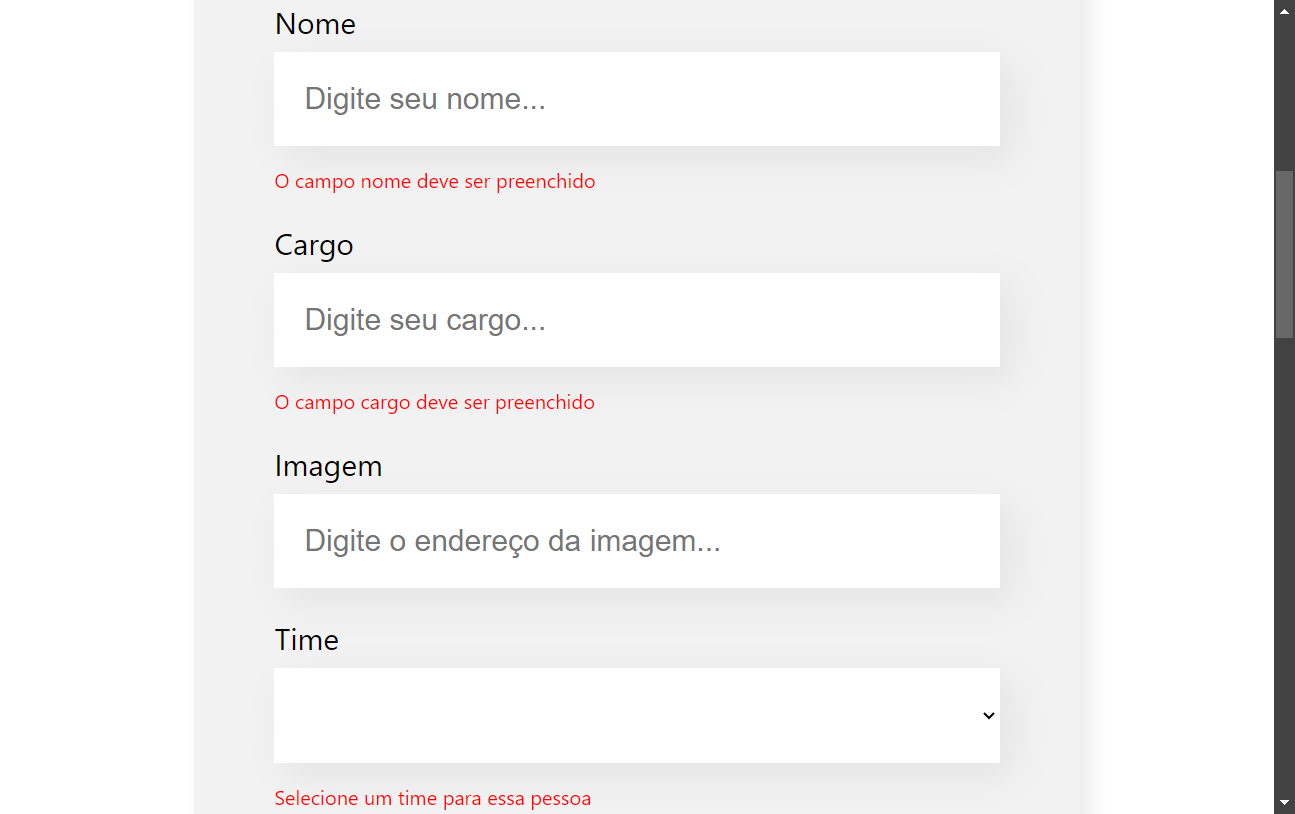 Nome
Digite seu nome...
O campo nome deve ser preenchido
Cargo
Digite seu cargo...
O campo cargo deve ser preenchido
Imagem
Digite o endereço da imagem...
Time
Selecione um time para essa pessoa